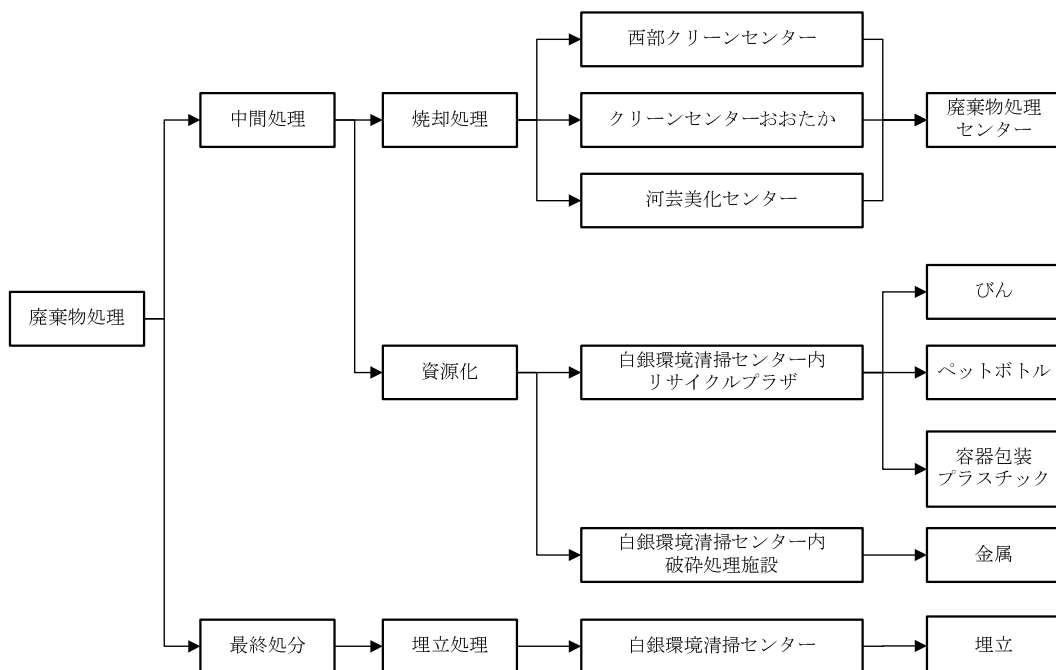 西部クリーンセンター
中間処理
焼却処理
クリーンセンターおおたか
廃棄物処理
センター
河芸美化センター
廃棄物処理
びん
資源化
白銀環境清掃センター内
リサイクルプラザ
ペットボトル
容器包装
プラスチック
白銀環境清掃センター内
破砕処理施設
金属
最終処分
埋立処理
白銀環境清掃センター
埋立